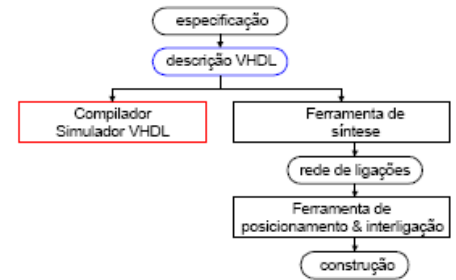 especificação
descrição VHDL
Compilador
Simulador VHDL
Ferramenta de
síntese
rede de ligações
Ferramenta de
posicionamento & interligação
construção